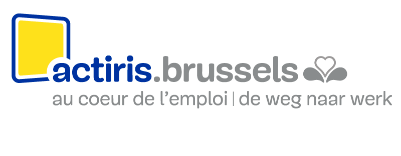 actiris.brussels
au coeur de l'emploi | de weg naar werk